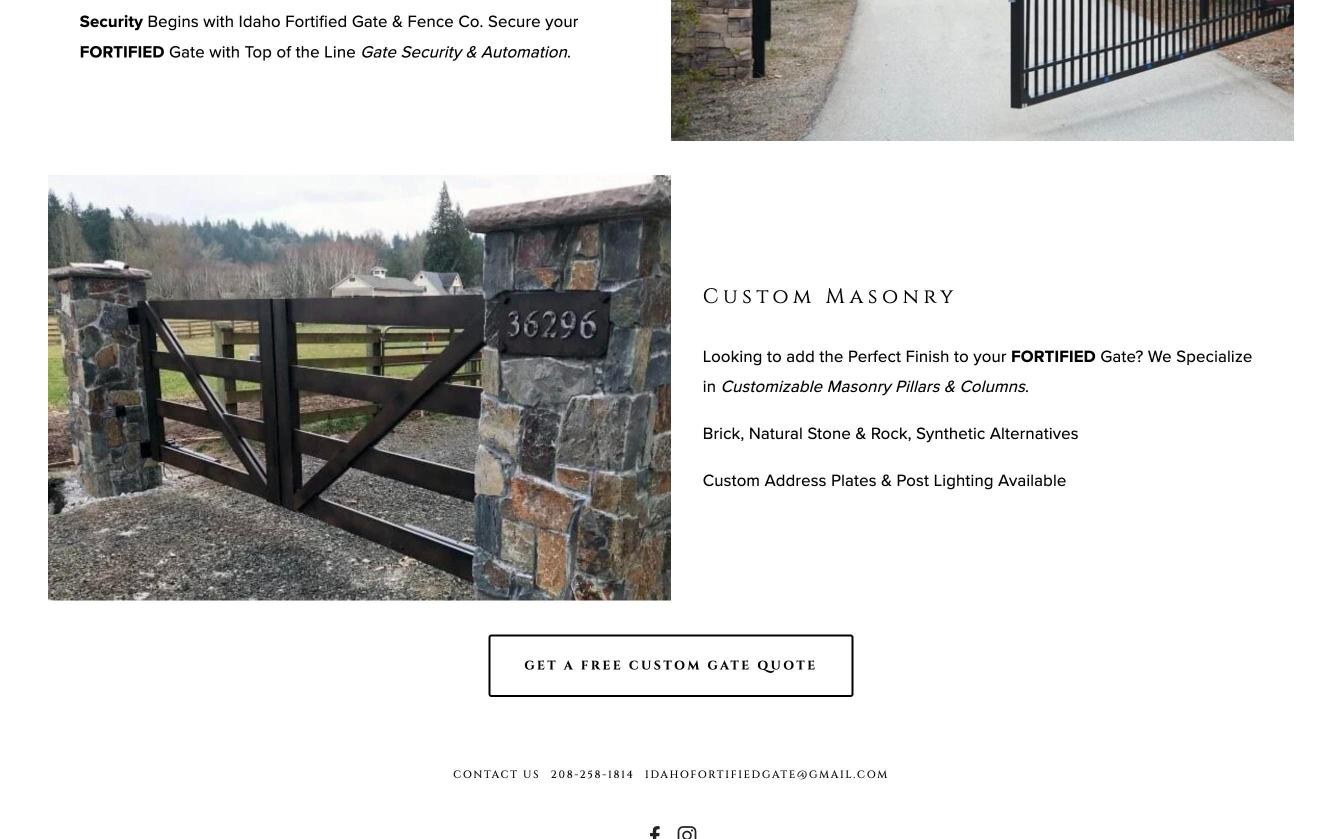 Security Begins with Idaho Fortified Gate & Fence Co. Secure your
FORTIFIED Gate with Top of the Line Gate Security & Automation.
36296
Custom Masonry
Looking to add the Perfect Finish to your FORTIFIED Gate? We Specialize
in Customizable Masonry Pillars & Columns.
Brick, Natural Stone & Rock, Synthetic Alternatives
Custom Address Plates & Post Lighting Available
GET A FREE CUSTOM GATE QUOTE
CONTACT US 208-258-1814 IDAHOFORTIFIEDGATE@GMAIL.COM